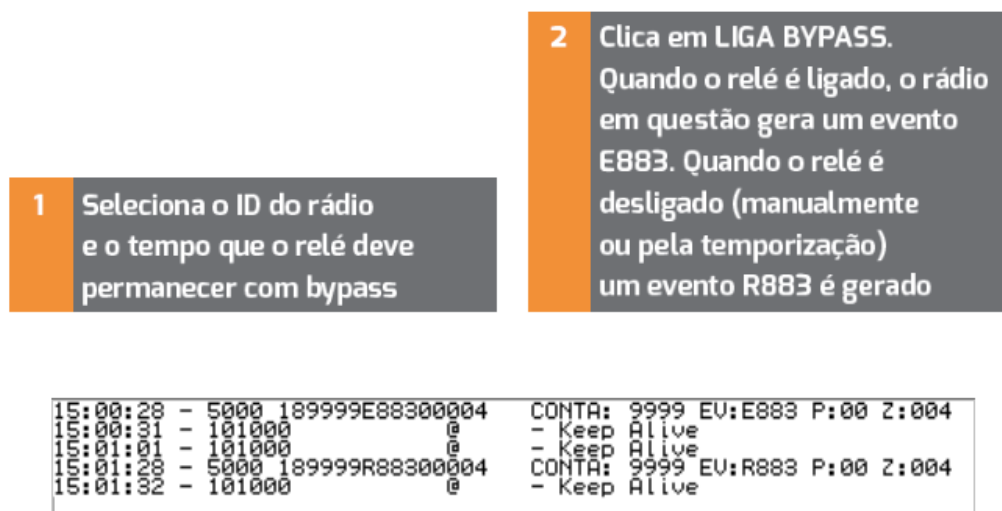 1
Seleciona o ID do rádio
e o tempo que o relé deve
permanecer com bypass
2
Clica em LIGA BYPASS.
Quando o relé é ligado, o rádio
em questão gera um evento
E883. Quando o relé é
desligado (manualmente
ou pela temporização)
um evento R883 é gerado
15:00:28 - 5000 189999E88300004 CONTA: 9999 EV:E883 P:00 Z:004
15:00:31 - 101000 @ - Keep Alive
15:01:01 - 101000 @ - Keep Alive
15:01:28 - 5000 189999R88300004 CONTA: 9999 EV:R883 P:00 Z:004
15:01:32 - 101000 @ - Keep Alive